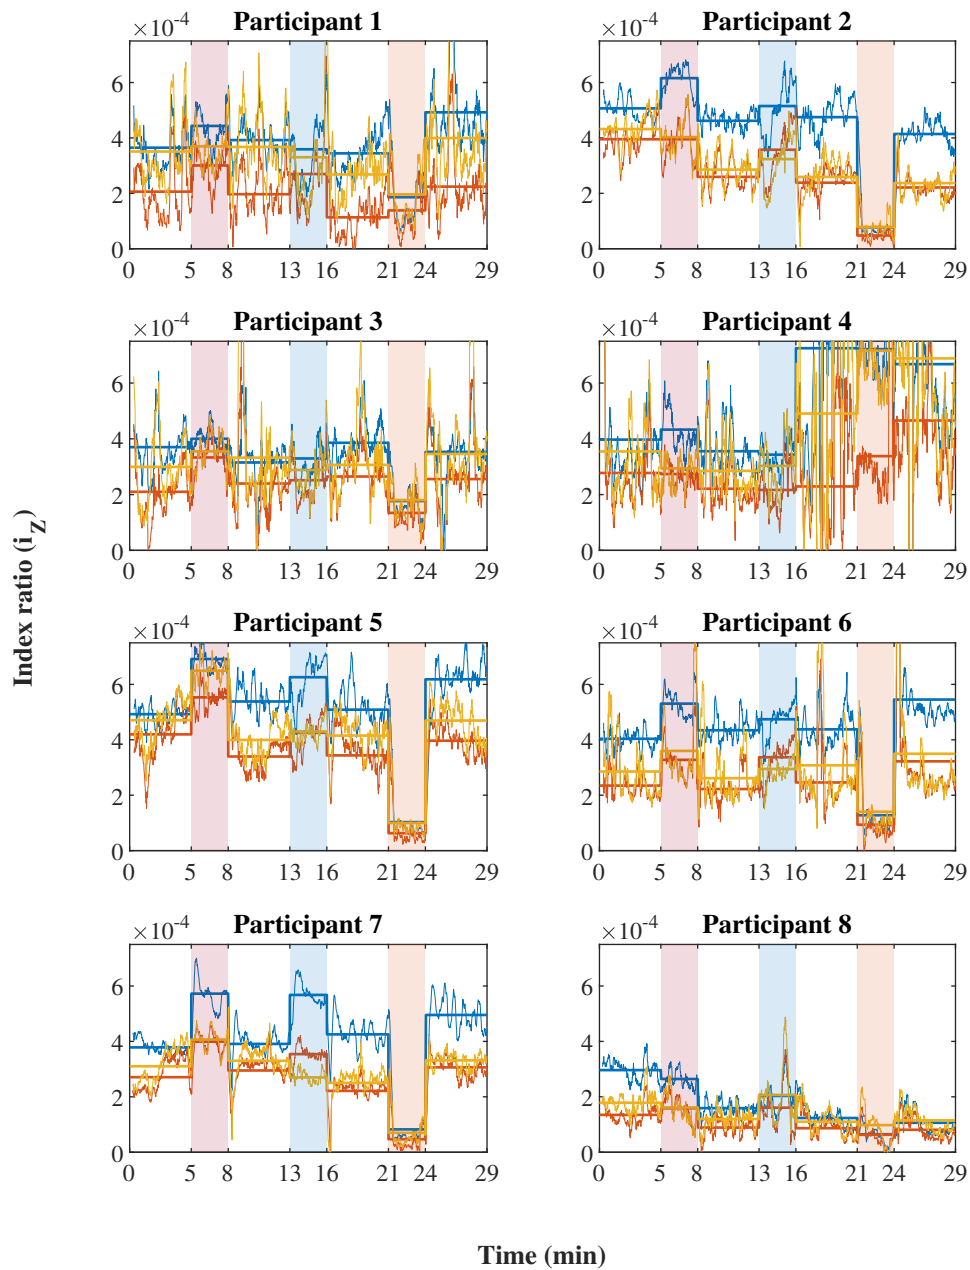 Participant 1
×10-4
6
4
2
0
0 5 8 13 16 21 24 29
Participant 2
×10-4
6
4
2
0
0 5 8 13 16 21 24 29
Participant 3
×10-4
6
4
2
0
0 5 8 13 16 21 24 29
Participant 4
×10-4
6
4
2
0
0 5 8 13 16 21 24 29
Index ratio (i_Z)
Participant 5
×10-4
6
4
2
0
0 5 8 13 16 21 24 29
Participant 6
×10-4
6
4
2
0
0 5 8 13 16 21 24 29
Participant 7
×10-4
6
4
2
0
0 5 8 13 16 21 24 29
Participant 8
×10-4
6
4
2
0
0 5 8 13 16 21 24 29
Time (min)